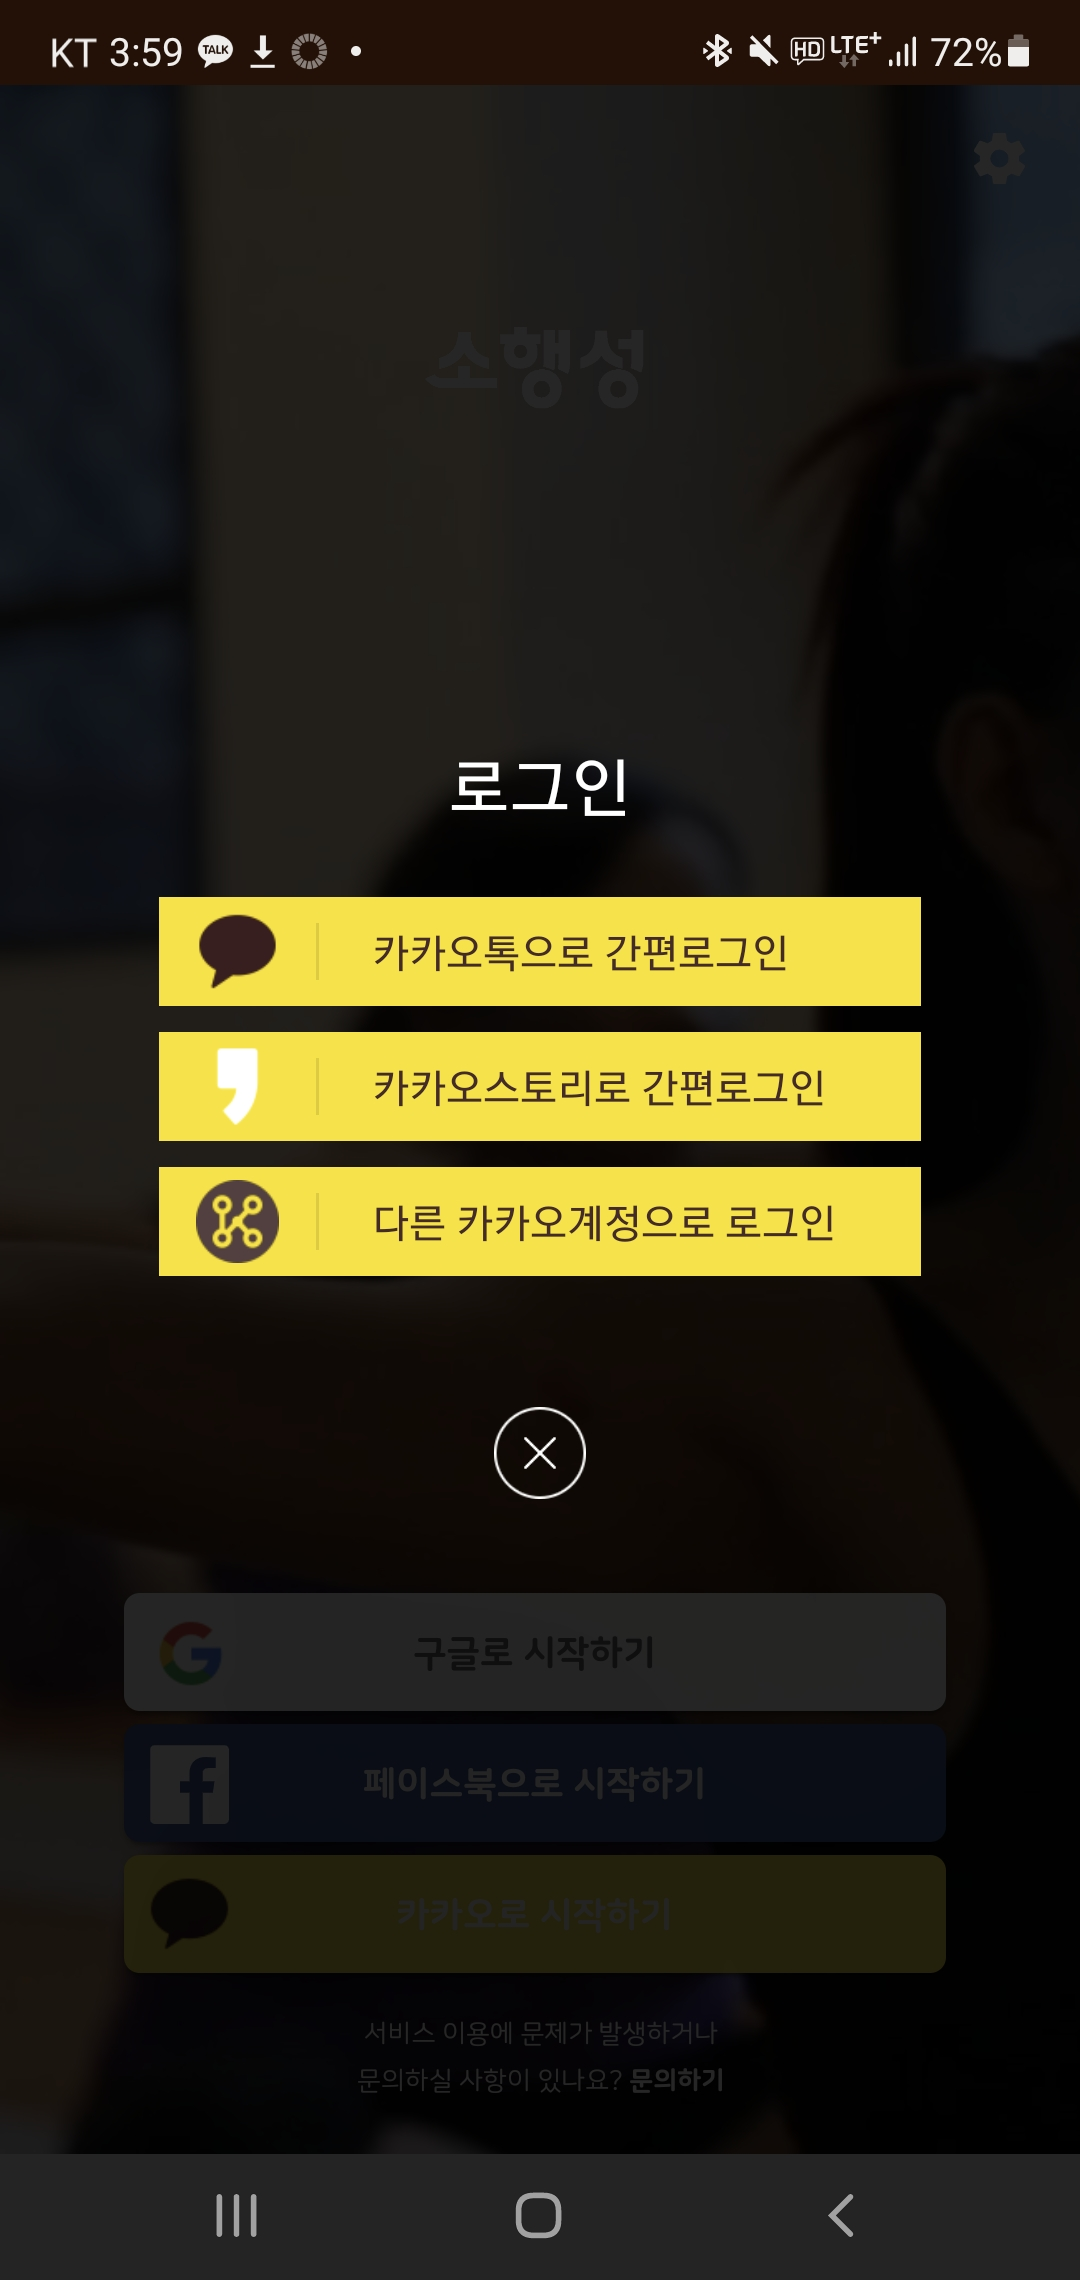 KT 3:59 TALK HD LTE+ 72%
소행성
로그인
카카오톡으로 간편로그인
카카오스토리로 간편로그인
다른 카카오계정으로 로그인
구글로 시작하기
페이스북으로 시작하기
카카오로 시작하기
서비스 이용에 문제가 발생하거나
문의하실 사항이 있나요? 문의하기